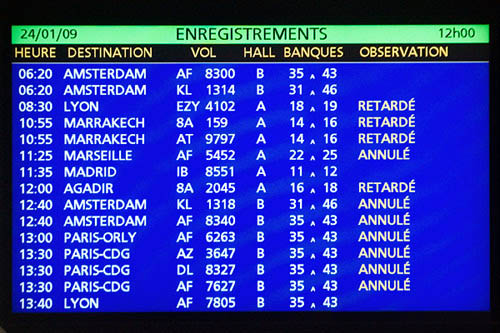 24/01/09 ENREGISTREMENTS 12h00
HEURE DESTINATION VOL HALL BANQUES OBSERVATION
06:20 AMSTERDAM AF 8300 B 35 A 43
06:20 AMSTERDAM KL 1314 B 31 A 46
08:30 LYON EZY 4102 A 18 A 19 RETARDÉ
10:55 MARRAKECH 8A 159 A 14 A 16 RETARDÉ
10:55 MARRAKECH AT 9797 A 14 A 16 RETARDÉ
11:25 MARSEILLE AF 5452 A 22 A 25 ANNULÉ
11:35 MADRID IB 8551 A 11 A 12
12:00 AGADIR 8A 2045 A 16 A 18 RETARDÉ
12:40 AMSTERDAM KL 1318 B 31 A 46 ANNULÉ
12:40 AMSTERDAM AF 8340 B 35 A 43 ANNULÉ
13:00 PARIS-ORLY AF 6263 B 35 A 43 ANNULÉ
13:30 PARIS-CDG AZ 3647 B 35 A 43 ANNULÉ
13:30 PARIS-CDG DL 8327 B 35 A 43 ANNULÉ
13:30 PARIS-CDG AF 7627 B 35 A 43 ANNULÉ
13:40 LYON AF 7805 B 35 A 43